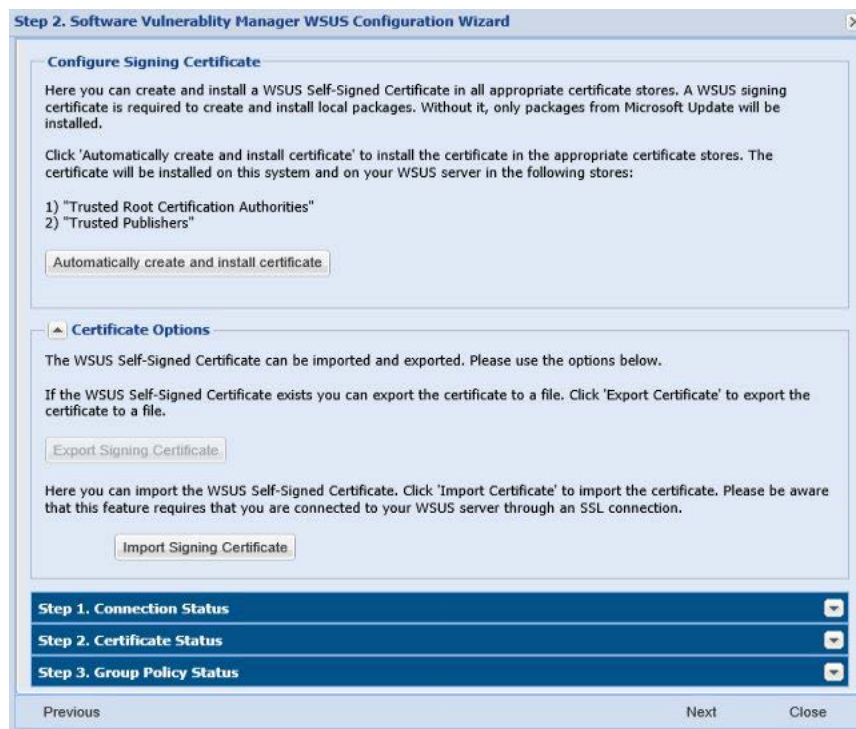 Step 2. Software Vulnerablity Manager WSUS Configuration Wizard
Configure Signing Certificate
Here you can create and install a WSUS Self-Signed Certificate in all appropriate certificate stores. A WSUS signing
certificate is required to create and install local packages. Without it, only packages from Microsoft Update will be
installed.
Click 'Automatically create and install certificate' to install the certificate in the appropriate certificate stores. The
certificate will be installed on this system and on your WSUS server in the following stores:
1) "Trusted Root Certification Authorities"
2) "Trusted Publishers"
Automatically create and install certificate
Certificate Options
The WSUS Self-Signed Certificate can be imported and exported. Please use the options below.
If the WSUS Self-Signed Certificate exists you can export the certificate to a file. Click 'Export Certificate' to export the
certificate to a file.
Export Signing Certificate
Here you can import the WSUS Self-Signed Certificate. Click 'Import Certificate' to import the certificate. Please be aware
that this feature requires that you are connected to your WSUS server through an SSL connection.
Import Signing Certificate
Step 1. Connection Status
Step 2. Certificate Status
Step 3. Group Policy Status
Previous
Next
Close